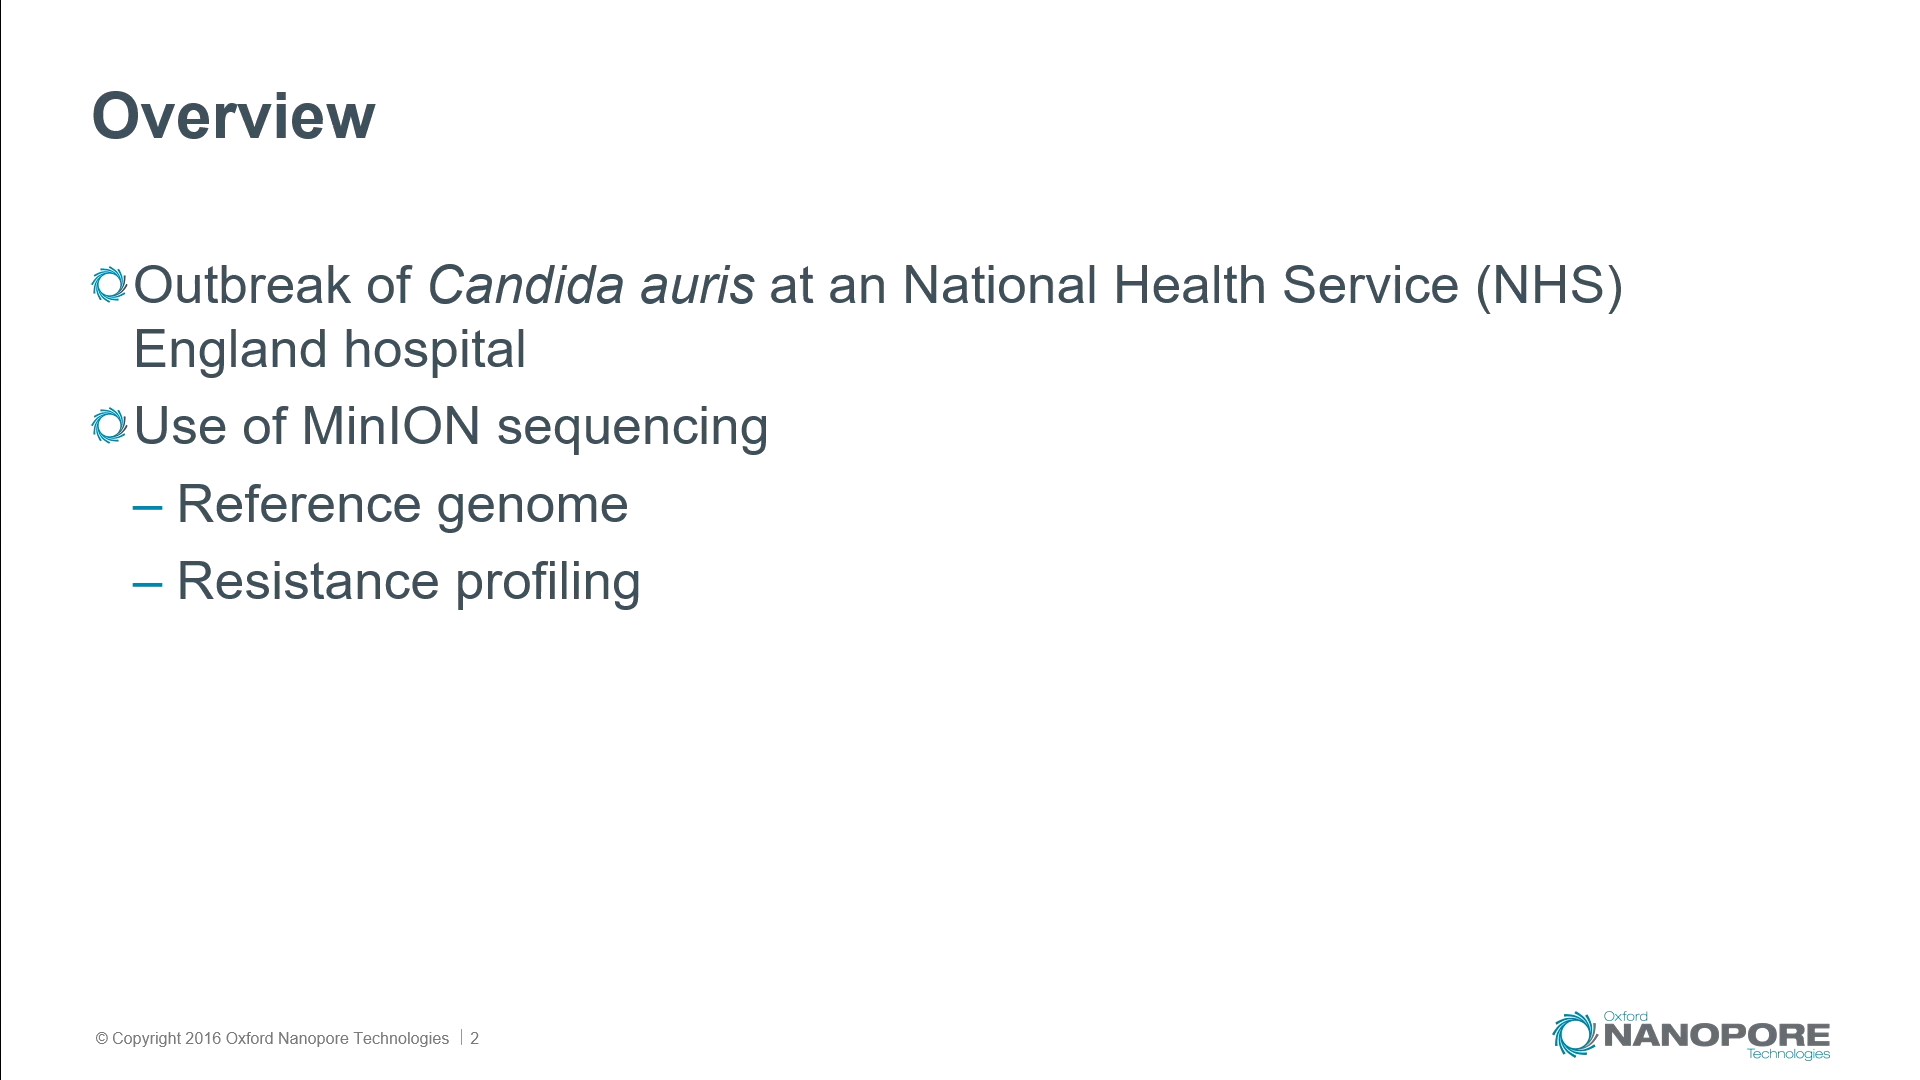 Overview
Outbreak of Candida auris at an National Health Service (NHS)
England hospital
Use of MinION sequencing
– Reference genome
– Resistance profiling
© Copyright 2016 Oxford Nanopore Technologies | 2
Oxford
NANOPORE
Technologies